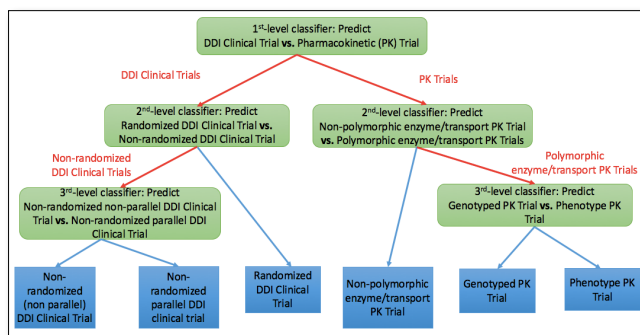 1st-level classifier: Predict
DDI Clinical Trial vs. Pharmacokinetic (PK) Trial
DDI Clinical Trials
PK Trials
2nd-level classifier: Predict
Randomized DDI Clinical Trial vs.
Non-randomized DDI Clinical Trial
2nd-level classifier: Predict
Non-polymorphic enzyme/transport PK Trial
vs. Polymorphic enzyme/transport PK Trials
Non-randomized
DDI Clinical Trials
Polymorphic
enzyme/transport PK Trials
3rd-level classifier: Predict
Non-randomized non-parallel DDI Clinical
Trial vs. Non-randomized parallel DDI
Clinical Trial
3rd-level classifier: Predict
Genotyped PK Trial vs. Phenotype PK
Trial
Non-
randomized
(non parallel)
DDI Clinical Trial
Non-
randomized
parallel DDI
clinical trial
Randomized
DDI Clinical
Trial
Non-polymorphic
enzyme/transport
PK Trial
Genotyped PK
Trial
Phenotype PK
Trial